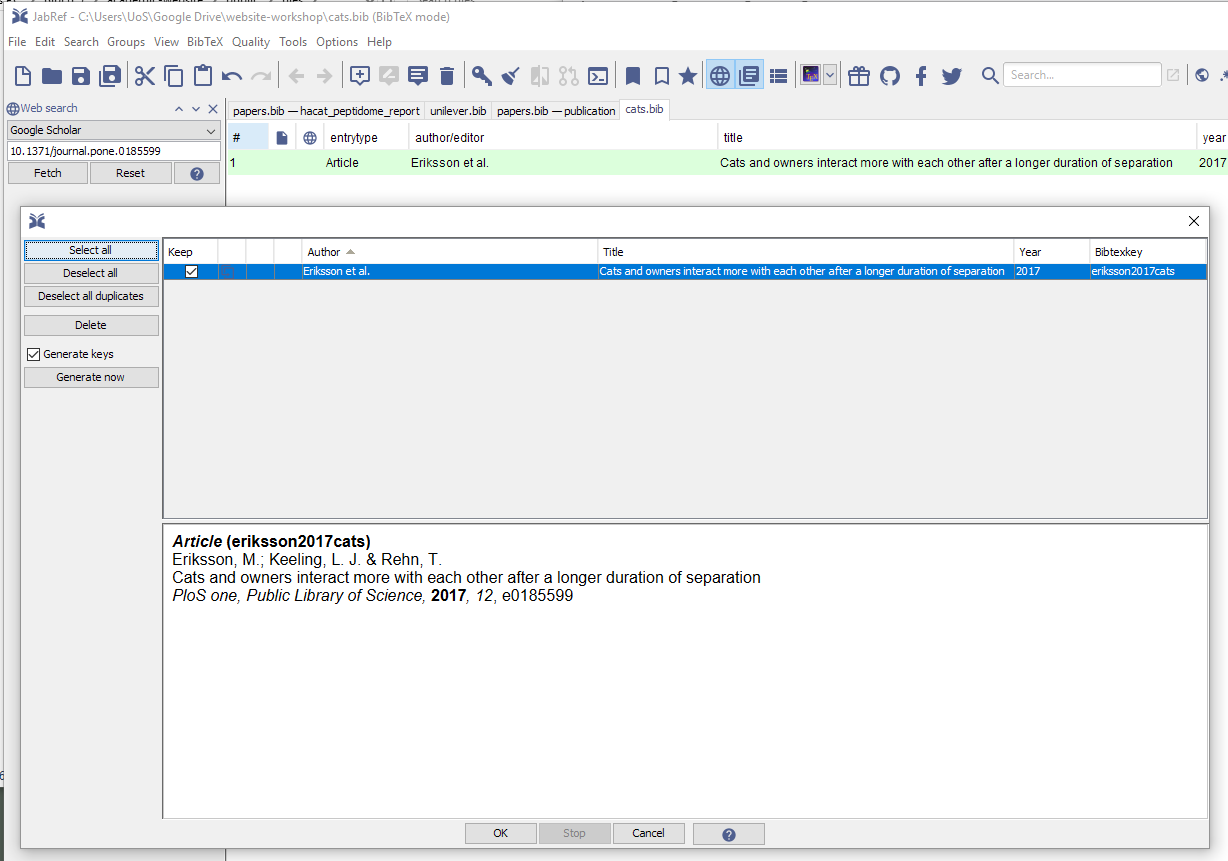 JabRef - C:\Users\UoS\Google Drive\website-workshop\cats.bib (BibTeX mode)
File Edit Search Groups View BibTeX Quality Tools Options Help
Search...
Web search
papers.bib — hacat_peptidome_report unilever.bib papers.bib — publication cats.bib
Google Scholar
# entrytype author/editor title year
10.1371/journal.pone.0185599
1 Article Eriksson et al. Cats and owners interact more with each other after a longer duration of separation 2017
Fetch Reset
Select all
Keep Author Title Year Bibtexkey
Eriksson et al. Cats and owners interact more with each other after a longer duration of separation 2017 eriksson2017cats
Deselect all
Deselect all duplicates
Delete
Generate keys
Generate now
Article (eriksson2017cats)
Eriksson, M.; Keeling, L. J. & Rehn, T.
Cats and owners interact more with each other after a longer duration of separation
PloS one, Public Library of Science, 2017, 12, e0185599
OK Stop Cancel